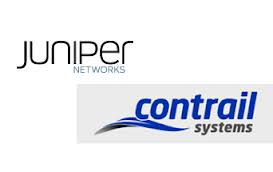 JUNIPER
NETWORKS
contrail
systems